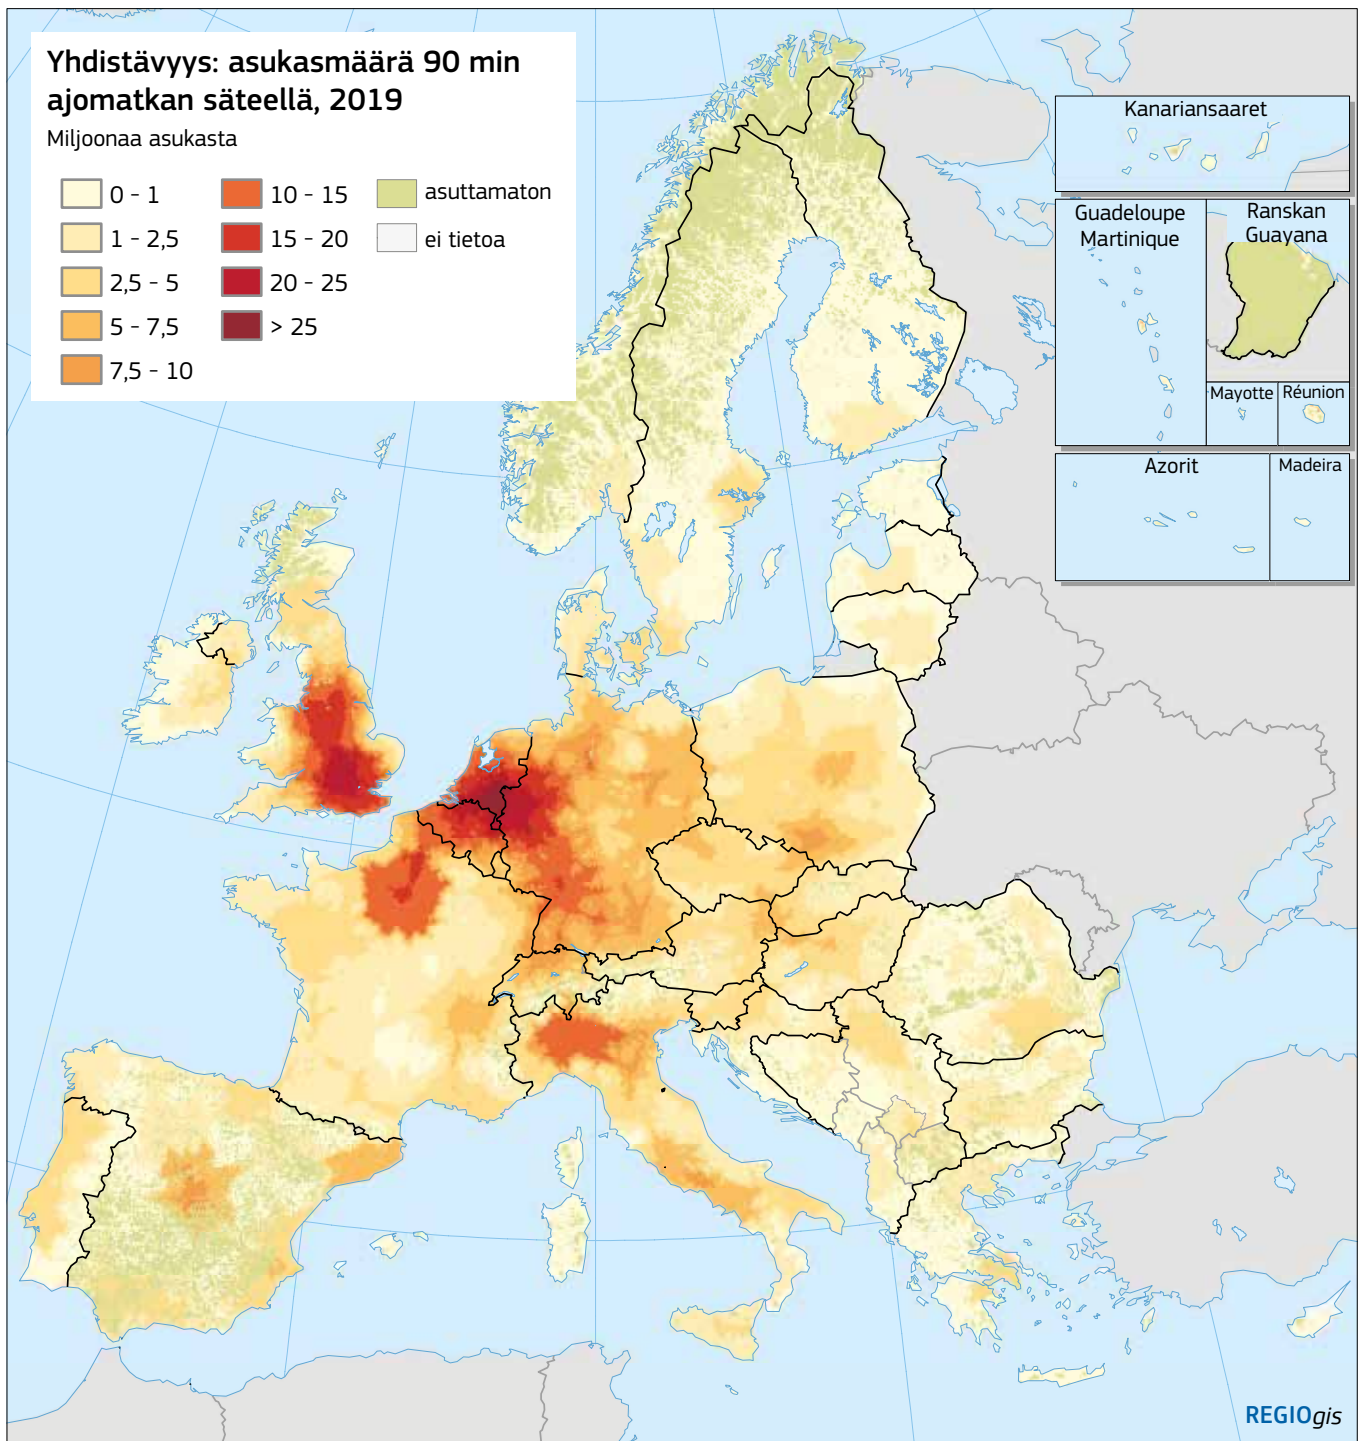 Yhdistävyys: asukasmäärä 90 min
ajomatkan säteellä, 2019
Miljoonaa asukasta
0 - 1
1 - 2,5
2,5 - 5
5 - 7,5
7,5 - 10
10 - 15
15 - 20
20 - 25
> 25
asuttamaton
ei tietoa
Kanariansaaret
Guadeloupe
Martinique
Ranskan
Guayana
Mayotte
Réunion
Azorit
Madeira
REGIOgis